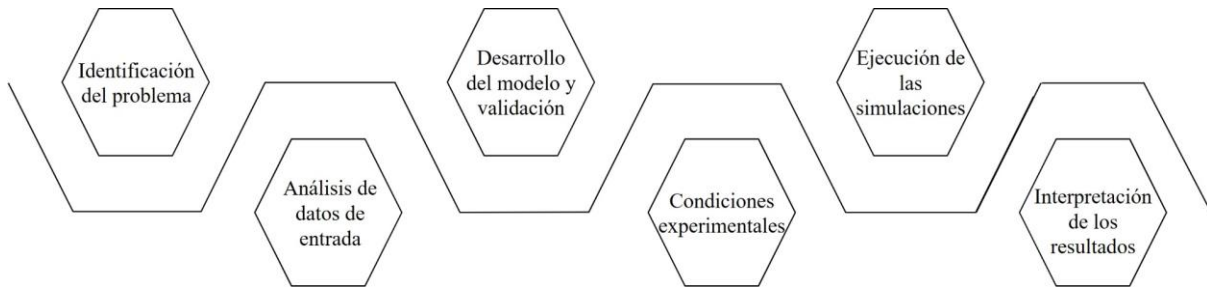 Identificación
del problema
Análisis de
datos de
entrada
Desarrollo
del modelo y
validación
Condiciones
experimentales
Ejecución de
las
simulaciones
Interpretación
de los
resultados